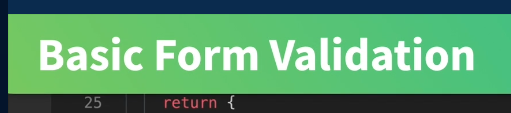 Basic Form Validation
25 return {